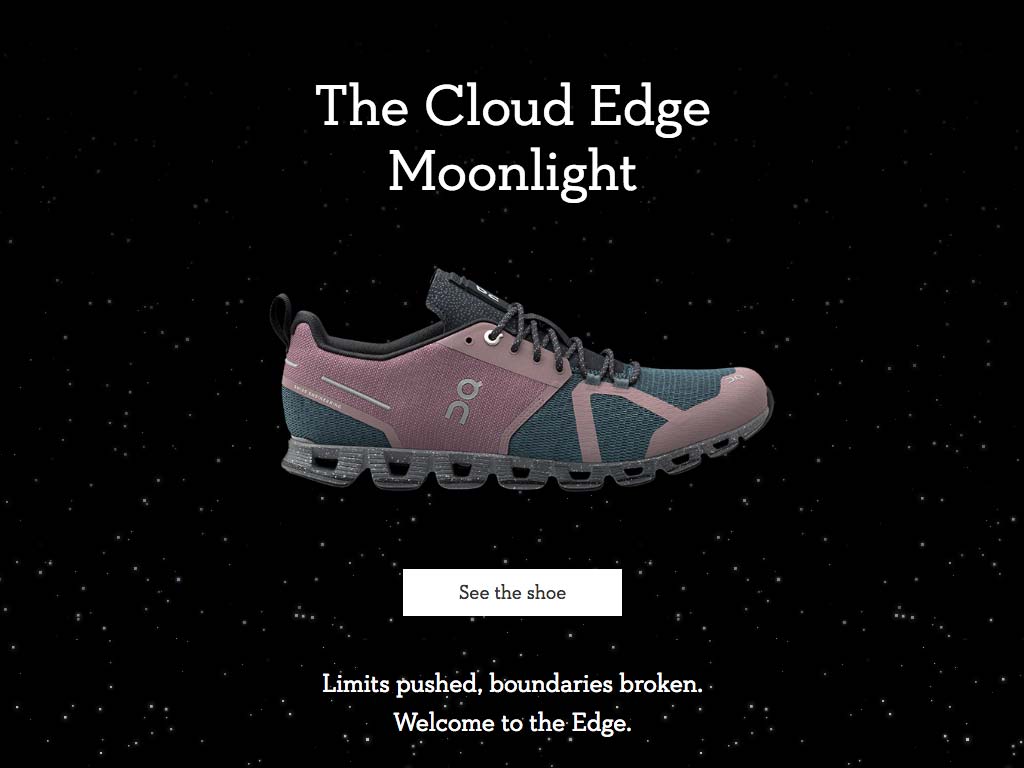 The Cloud Edge
Moonlight
See the shoe
Limits pushed, boundaries broken.
Welcome to the Edge.